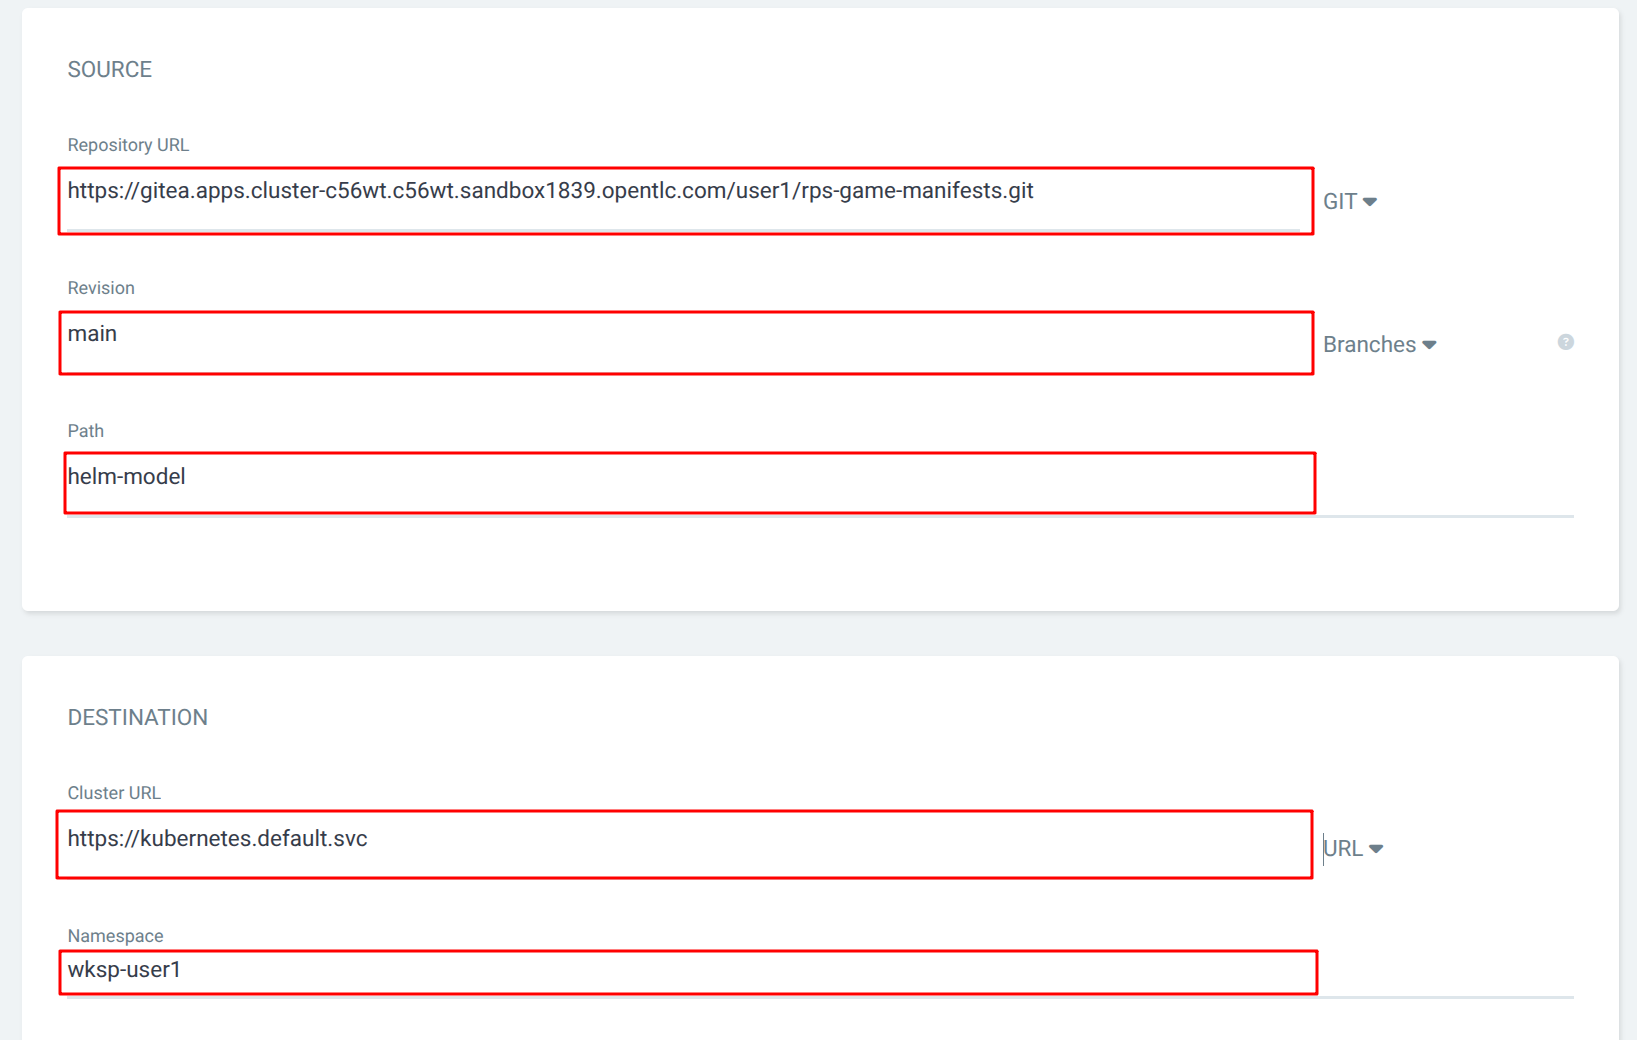 SOURCE
Repository URL
https://gitea.apps.cluster-c56wt.c56wt.sandbox1839.opentlc.com/user1/rps-game-manifests.git
GIT
Revision
main
Branches
?
Path
helm-model
DESTINATION
Cluster URL
https://kubernetes.default.svc
URL
Namespace
wksp-user1